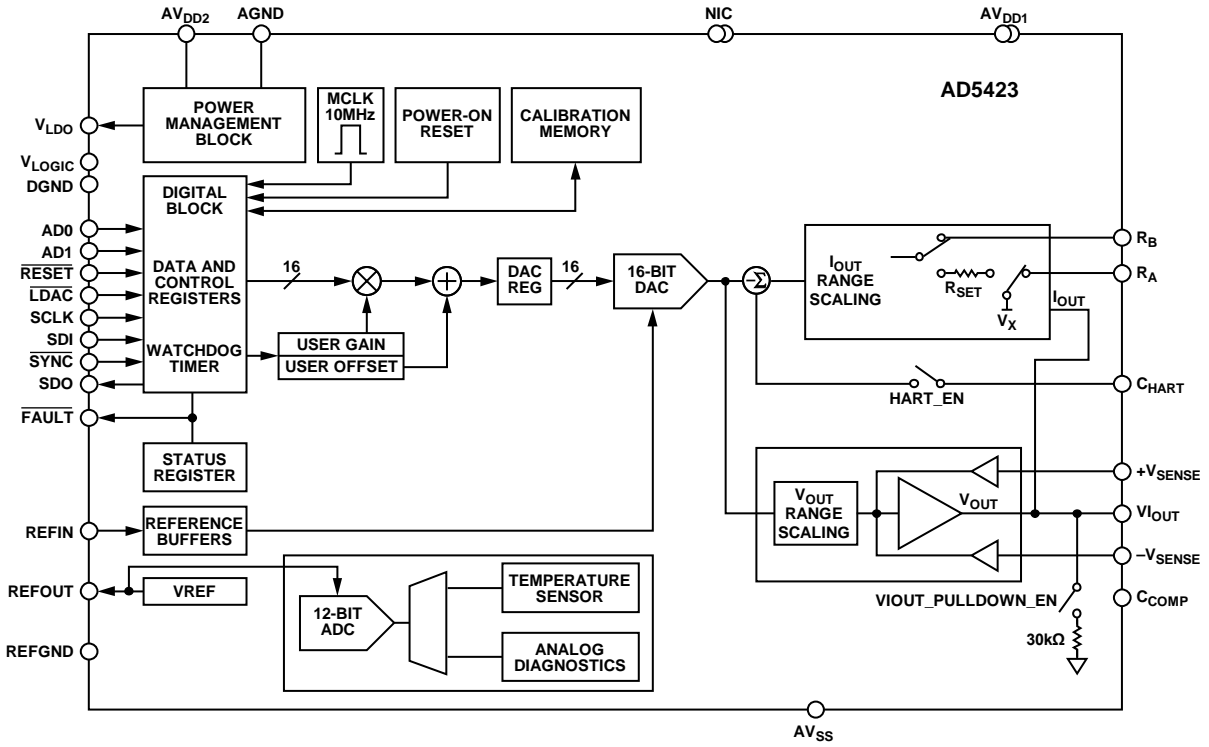 AVDD2
AGND
NIC
AVDD1
AD5423
POWER
MANAGEMENT
BLOCK
MCLK
10MHz
POWER-ON
RESET
CALIBRATION
MEMORY
VLDO
VLOGIC
DGND
AD0
AD1
RESET
LDAC
SCLK
SDI
SYNC
SDO
FAULT
DIGITAL
BLOCK
DATA AND
CONTROL
REGISTERS
WATCHDOG
TIMER
16
USER GAIN
USER OFFSET
DAC
REG
16
16-BIT
DAC
–Σ
IOUT
RANGE
SCALING
RSET
VX
IOUT
RB
RA
HART_EN
CHART
STATUS
REGISTER
VOUT
RANGE
SCALING
VOUT
+VSENSE
VIOUT
–VSENSE
REFIN
REFERENCE
BUFFERS
REFOUT
VREF
12-BIT
ADC
TEMPERATURE
SENSOR
ANALOG
DIAGNOSTICS
VIOUT_PULLDOWN_EN
CCOMP
30kΩ
REFGND
AVSS